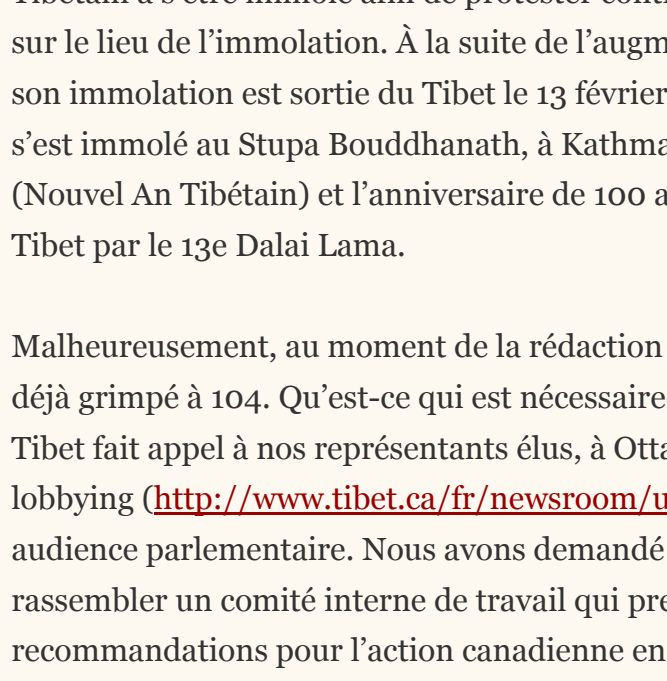 sur le lieu de l’immolation. À la suite de l’augm
son immolation est sortie du Tibet le 13 février
s’est immolé au Stupa Bouddhanath, à Kathma
(Nouvel An Tibétain) et l’anniversaire de 100 a
Tibet par le 13e Dalai Lama.
Malheureusement, au moment de la rédaction
déjà grimpé à 104. Qu’est-ce qui est nécessaire
Tibet fait appel à nos représentants élus, à Otta
lobbying (http://www.tibet.ca/fr/newsroom/u
audience parlementaire. Nous avons demandé
rassembler un comité interne de travail qui pre
recommandations pour l’action canadienne en